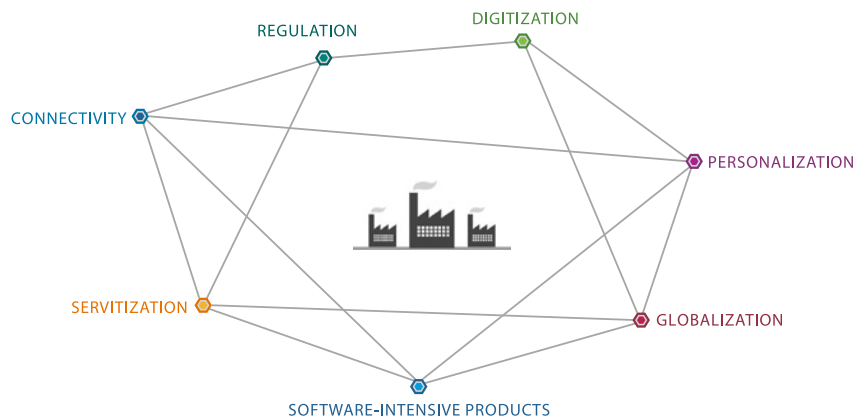 DIGITIZATION
REGULATION
CONNECTIVITY
PERSONALIZATION
SERVITIZATION
GLOBALIZATION
SOFTWARE-INTENSIVE PRODUCTS